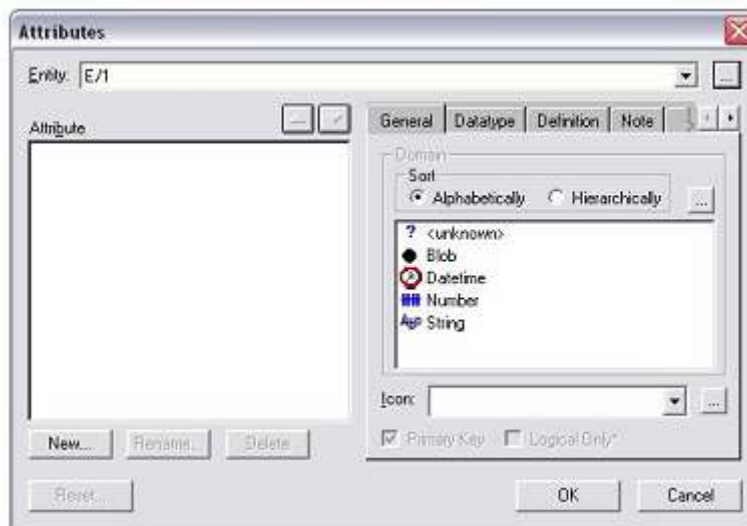 Attributes
Entity: E/1
...
Attribute
General Datatype Definition Note
Domain
Sort
Alphabetically Hierarchically
...
? <unknown>
Blob
Datetime
Number
String
Icon:
...
New... Rename... Delete
Primary Key Logical Only*
Reset...
OK Cancel